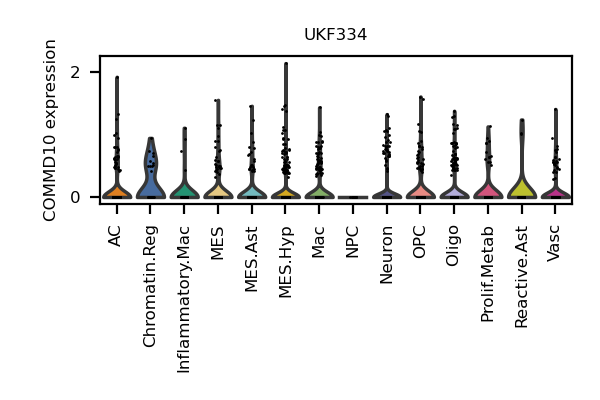 UKF334
COMMD10 expression
2
0
AC
Chromatin.Reg
Inflammatory.Mac
MES
MES.Ast
MES.Hyp
Mac
NPC
Neuron
OPC
Oligo
Prolif.Metab
Reactive.Ast
Vasc